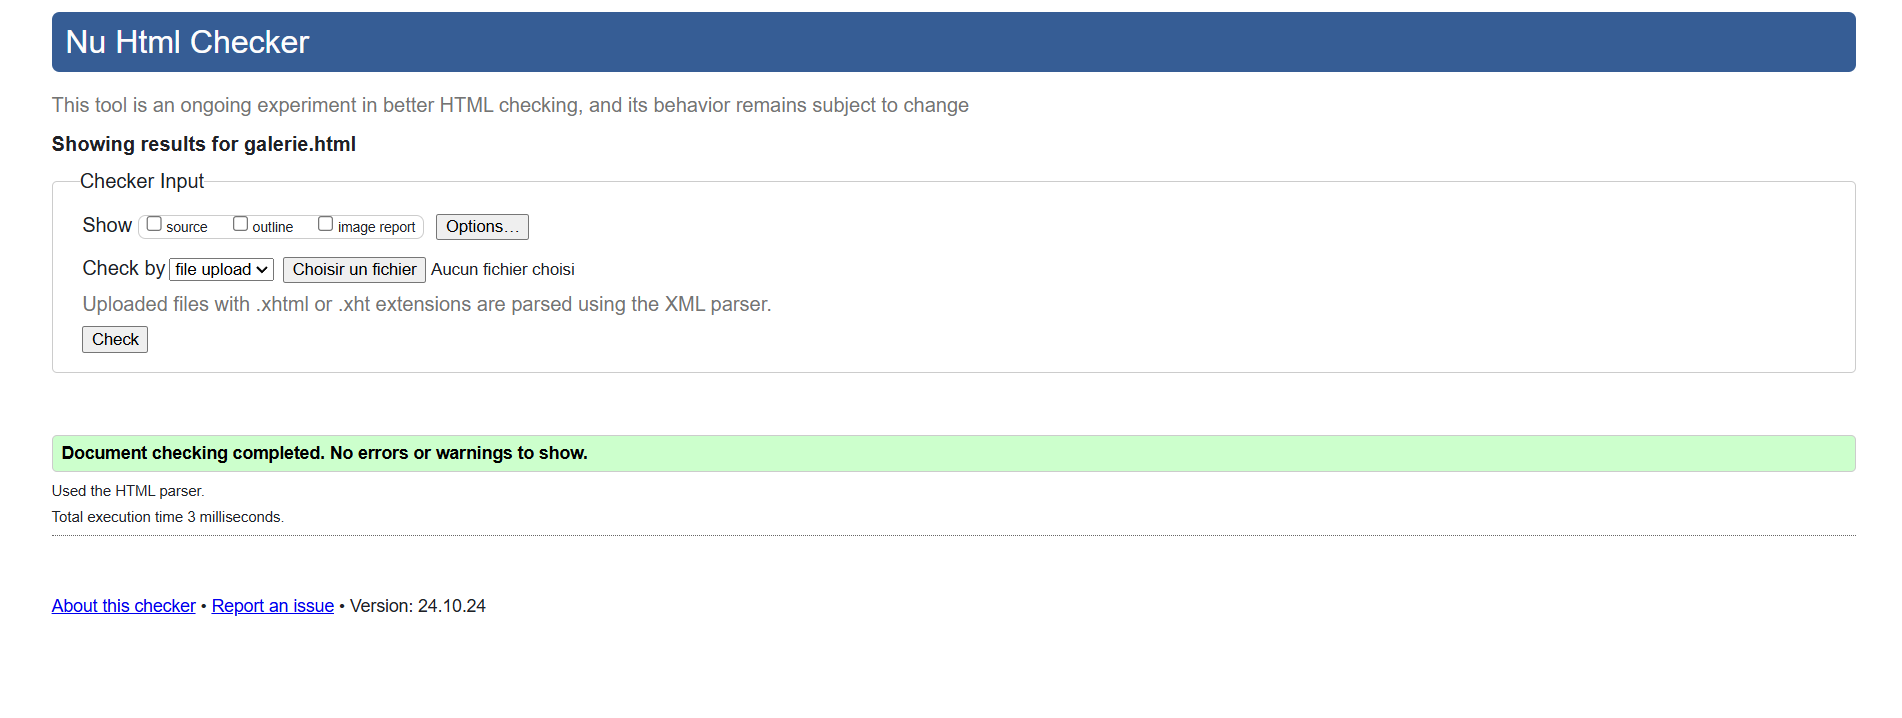 Nu Html Checker
This tool is an ongoing experiment in better HTML checking, and its behavior remains subject to change
Showing results for galerie.html
Checker Input
Show source outline image report Options...
Check by file upload Choisir un fichier Aucun fichier choisi
Uploaded files with .xhtml or .xht extensions are parsed using the XML parser.
Check
Document checking completed. No errors or warnings to show.
Used the HTML parser.
Total execution time 3 milliseconds.
About this checker • Report an issue • Version: 24.10.24